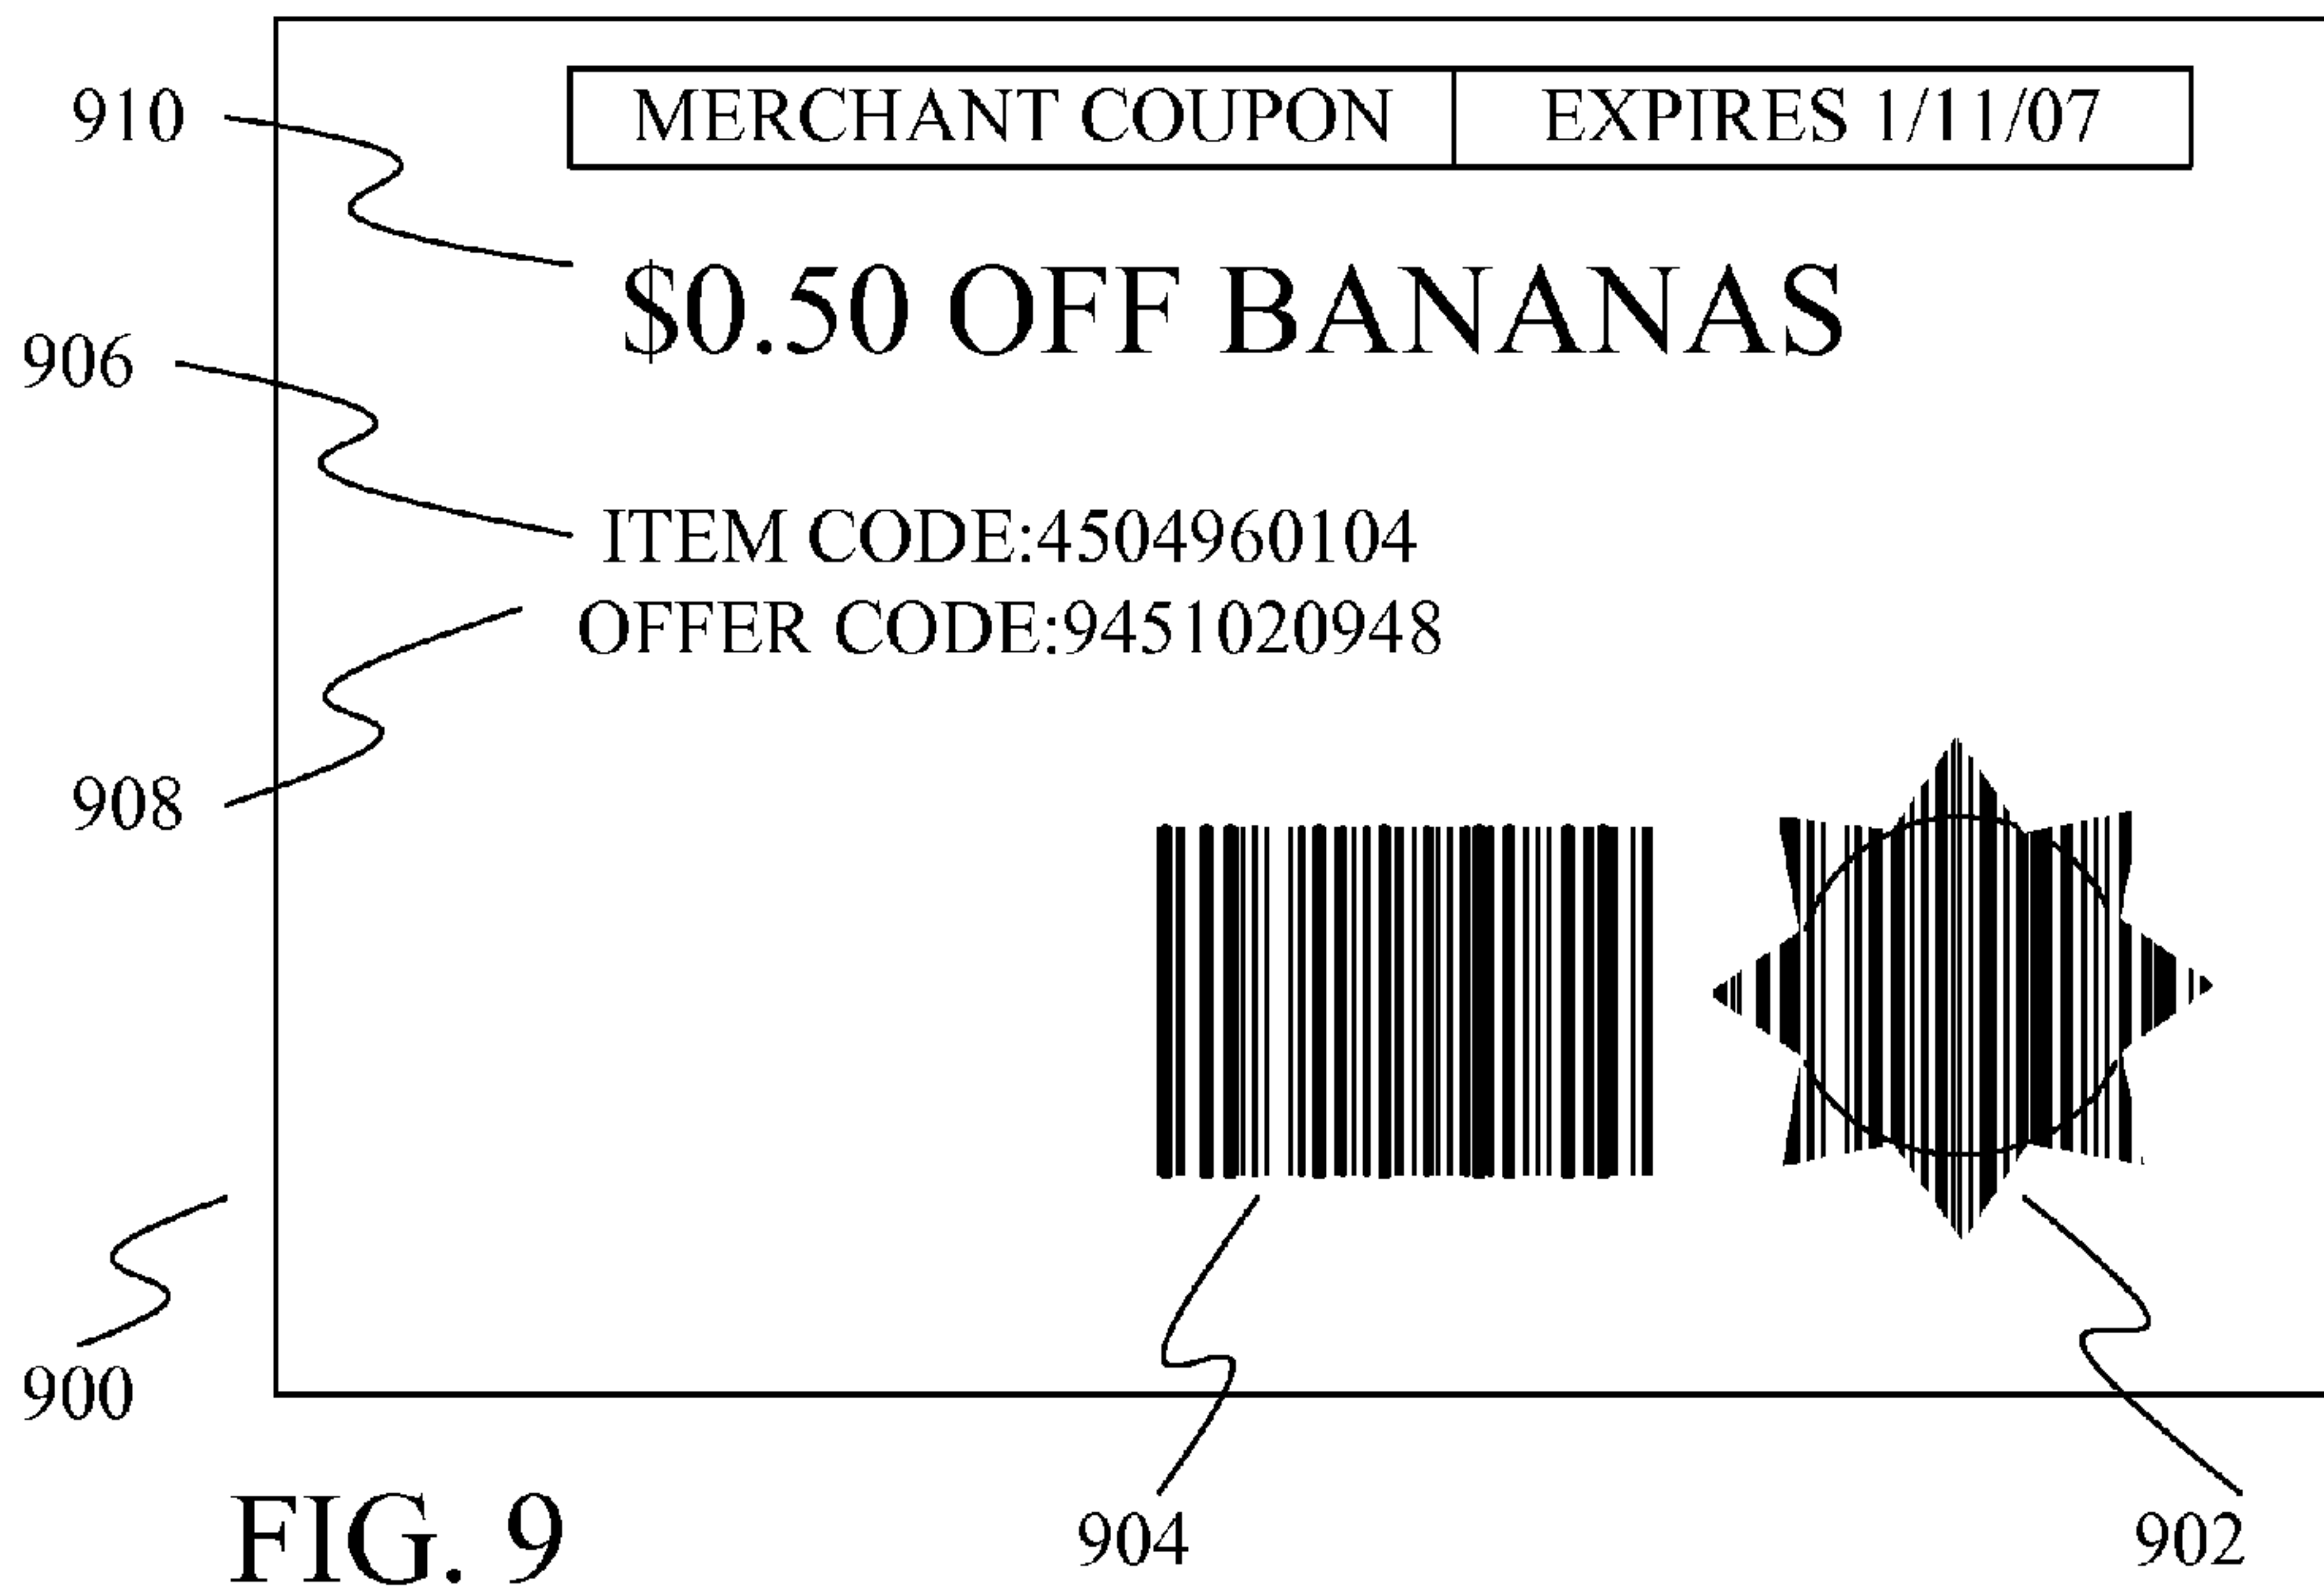 910
MERCHANT COUPON EXPIRES 1/11/07
$0.50 OFF BANANAS
906
ITEM CODE:4504960104
OFFER CODE:9451020948
908
900
FIG. 9
904
902